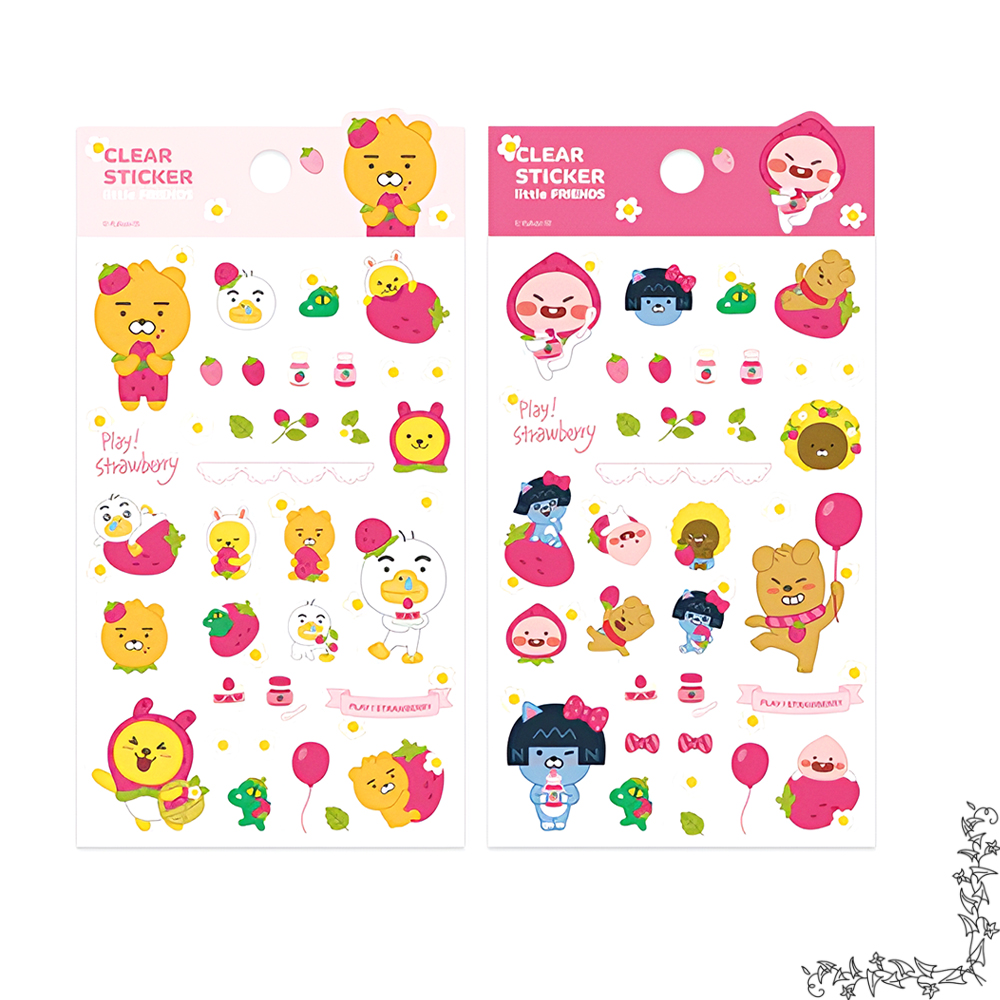 CLEAR
STICKER
little FRIENDS
Play!
Strawberry
CLEAR
STICKER
little FRIENDS
Play!
Strawberry